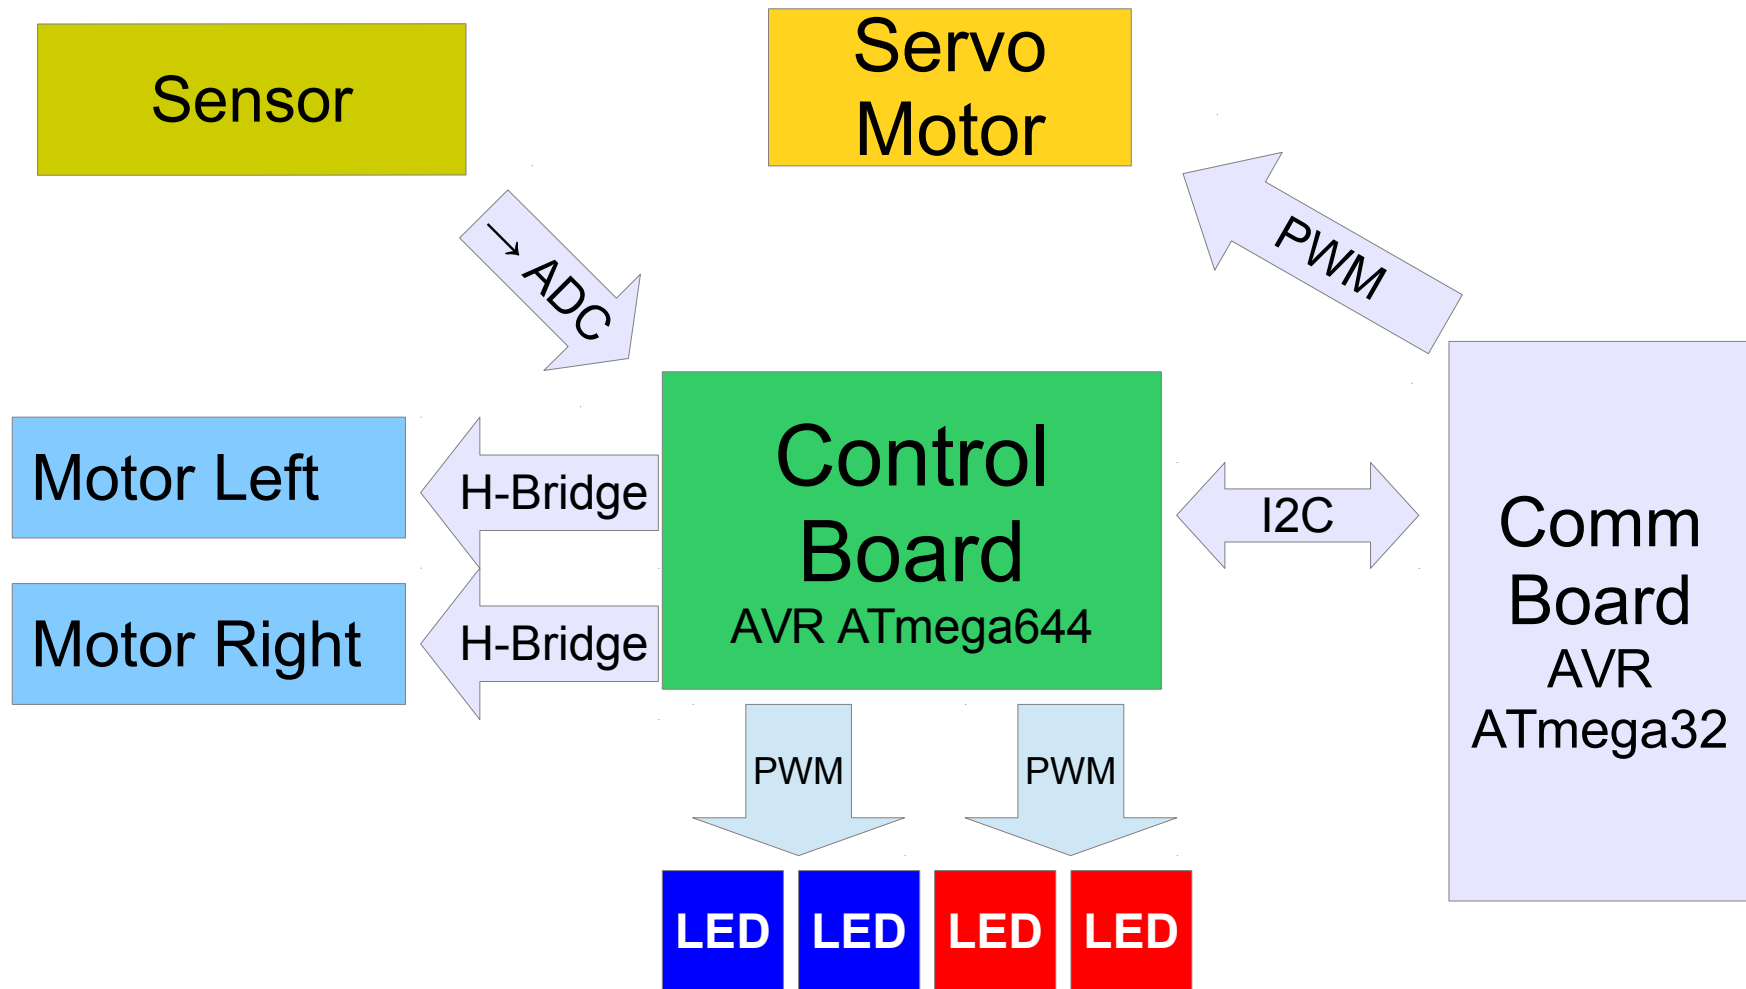 Sensor
Servo
Motor
→ ADC
PWM
Motor Left
H-Bridge
Motor Right
H-Bridge
Control
Board
AVR ATmega644
I2C
Comm
Board
AVR
ATmega32
PWM
PWM
LED
LED
LED
LED